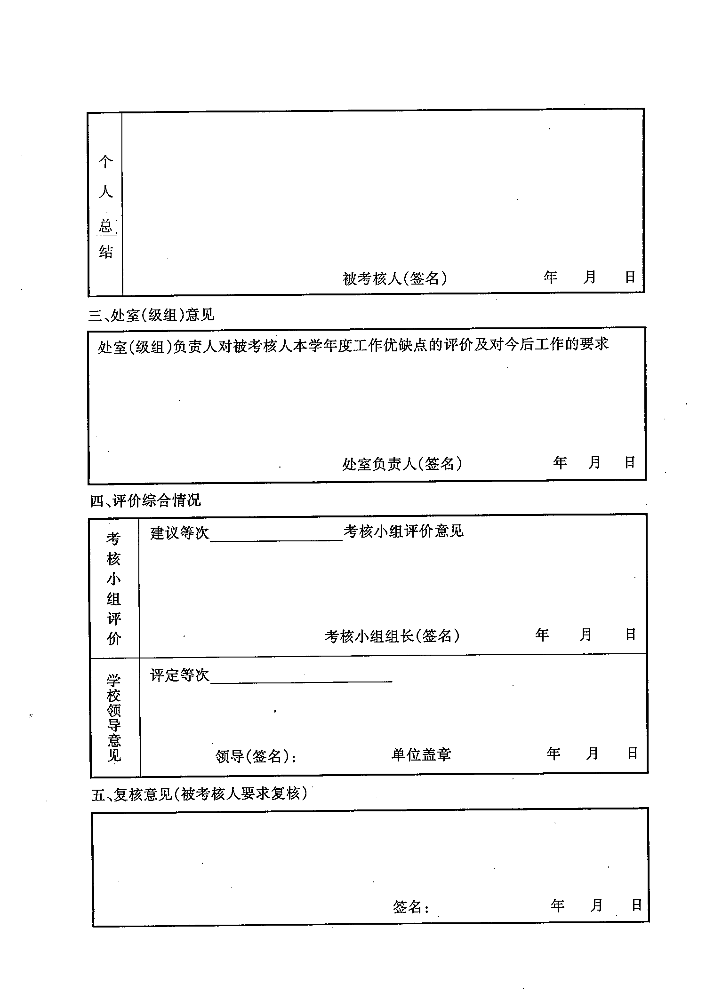 个人总结
被考核人(签名) 年 月 日
三、处室(级组)意见
处室(级组)负责人对被考核人本学年度工作优缺点的评价及对今后工作的要求
处室负责人(签名) 年 月 日
四、评价综合情况
考核小组评价
建议等次__________考核小组评价意见
考核小组组长(签名) 年 月 日
学校领导意见
评定等次__________
领导(签名): 单位盖章 年 月 日
五、复核意见(被考核人要求复核)
签名: 年 月 日